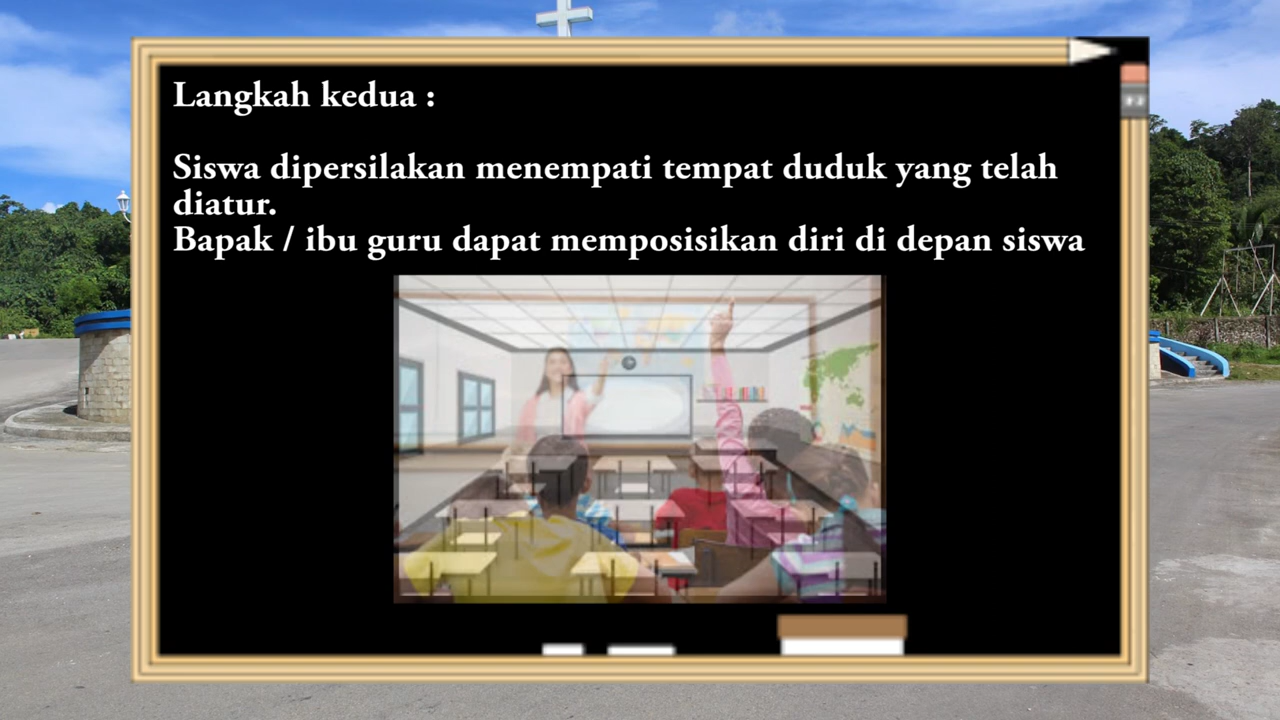 Langkah kedua :
Siswa dipersilakan menempati tempat duduk yang telah
diatur.
Bapak / ibu guru dapat memposisikan diri di depan siswa